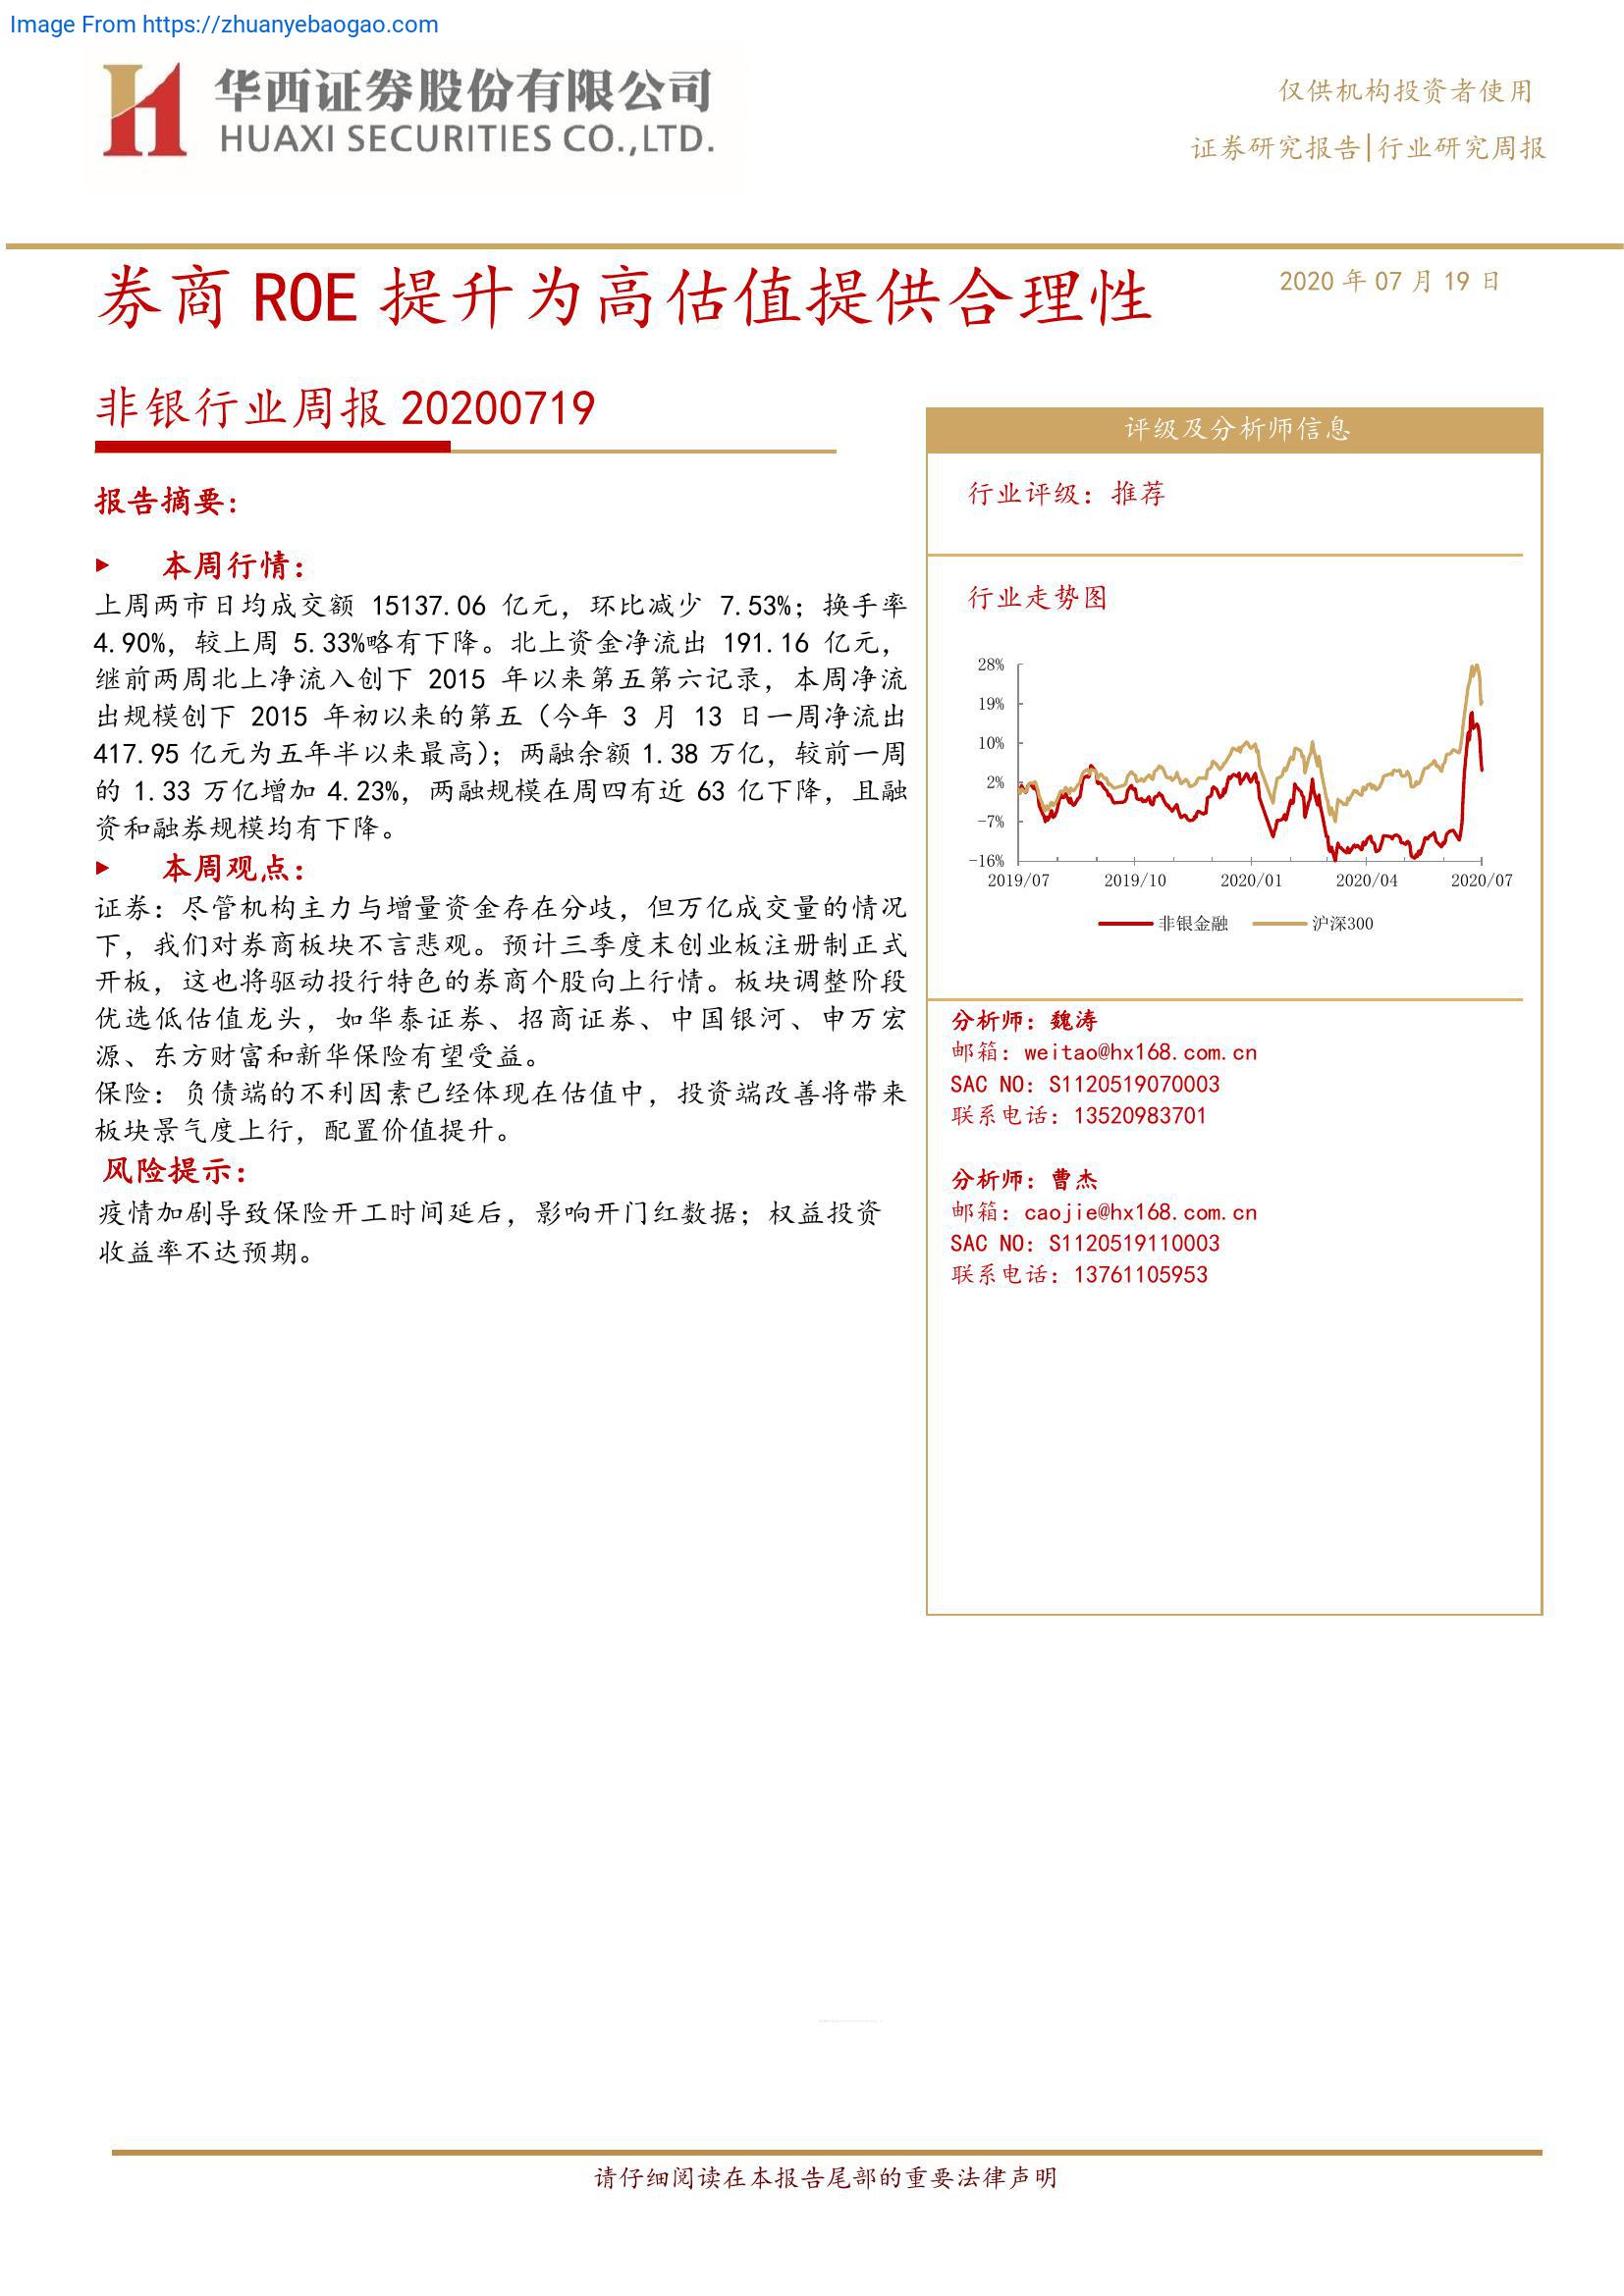 Image From https://zhuanyebaogao.com
华西证券股份有限公司
HUAXI SECURITIES CO.,LTD.
仅供机构投资者使用
证券研究报告|行业研究周报
券商 ROE 提升为高估值提供合理性
2020 年 07 月 19 日
非银行业周报 20200719
报告摘要:
本周行情:
上周两市日均成交额 15137.06 亿元，环比减少 7.53%；换手率
4.90%，较上周 5.33%略有下降。北上资金净流出 191.16 亿元，
继前两周北上净流入创下 2015 年以来第五第六记录，本周净流
出规模创下 2015 年初以来的第五（今年 3 月 13 日一周净流出
417.95 亿元为五年半以来最高）；两融余额 1.38 万亿，较前一周
的 1.33 万亿增加 4.23%，两融规模在周四有近 63 亿下降，且融
资和融券规模均有下降。
本周观点:
证券：尽管机构主力与增量资金存在分歧，但万亿成交量的情况
下，我们对券商板块不言悲观。预计三季度末创业板注册制正式
开板，这也将驱动投行特色的券商个股向上行情。板块调整阶段
优选低估值龙头，如华泰证券、招商证券、中国银河、申万宏
源、东方财富和新华保险有望受益。
保险：负债端的不利因素已经体现在估值中，投资端改善将带来
板块景气度上行，配置价值提升。
风险提示:
疫情加剧导致保险开工时间延后，影响开门红数据；权益投资
收益率不达预期。
评级及分析师信息
行业评级：推荐
行业走势图
28%
19%
10%
2%
-7%
-16%
2019/07 2019/10 2020/01 2020/04 2020/07
非银金融 沪深300
分析师：魏涛
邮箱：weitao@hx168.com.cn
SAC NO：S1120519070003
联系电话：13520983701
分析师：曹杰
邮箱：caojie@hx168.com.cn
SAC NO：S1120519110003
联系电话：13761105953
请仔细阅读在本报告尾部的重要法律声明